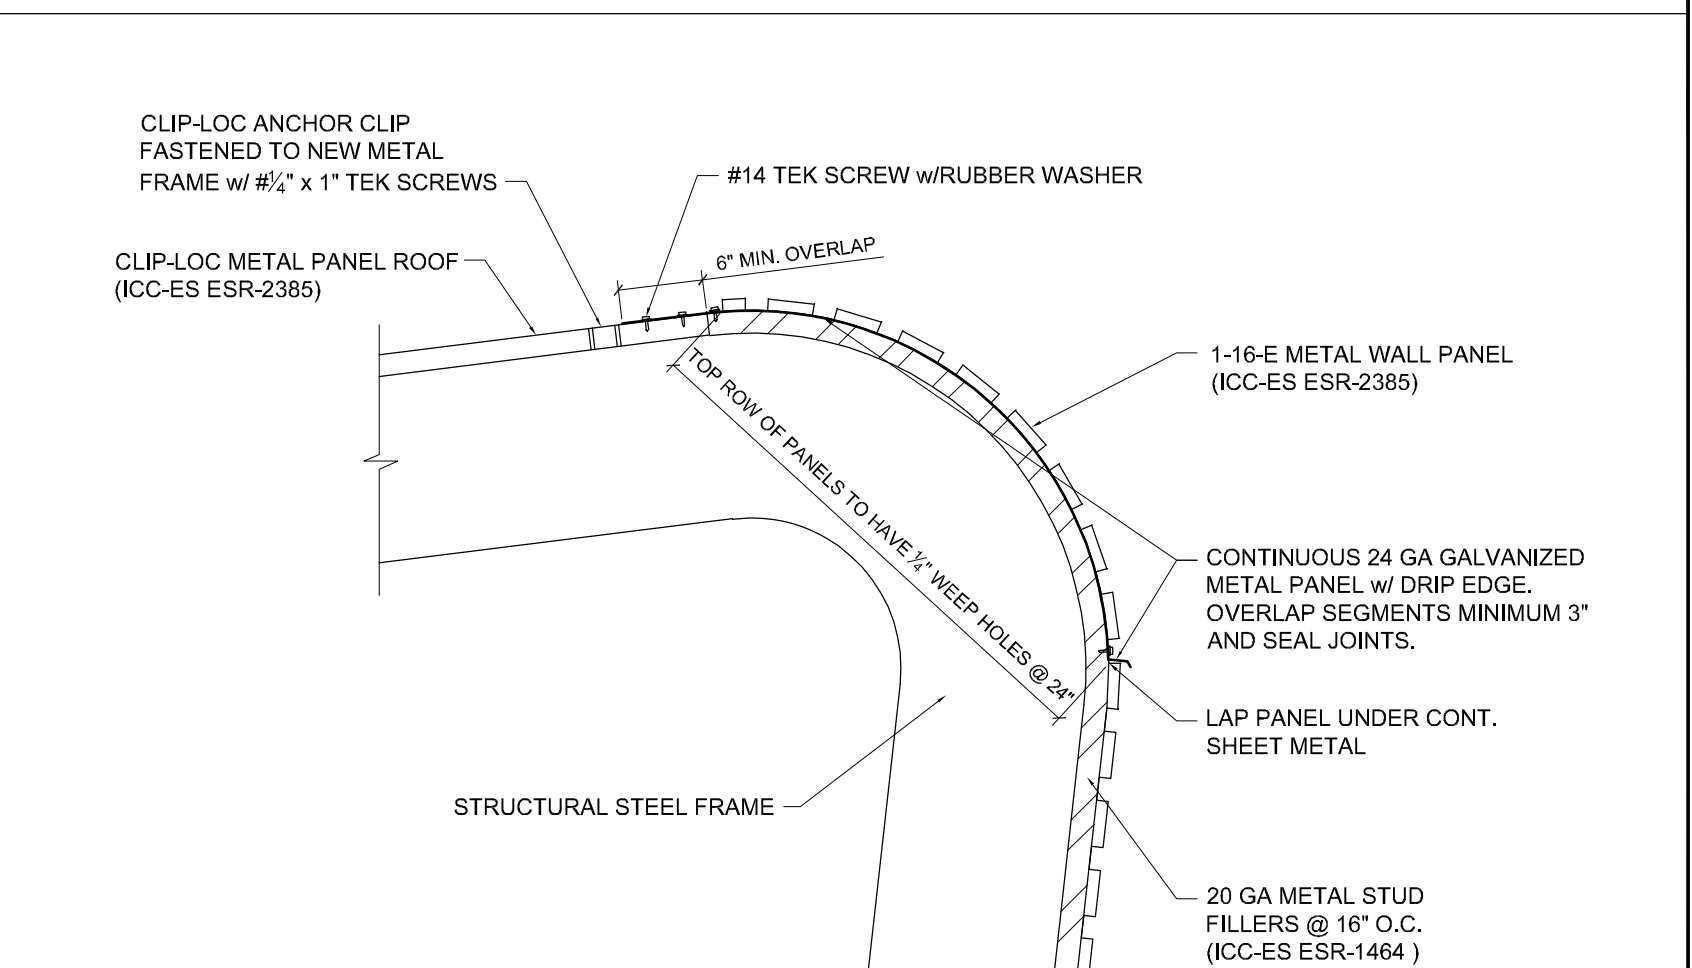 CLIP-LOC ANCHOR CLIP
FASTENED TO NEW METAL
FRAME w/ #¼" x 1" TEK SCREWS
#14 TEK SCREW w/RUBBER WASHER
CLIP-LOC METAL PANEL ROOF
(ICC-ES ESR-2385)
6" MIN. OVERLAP
1-16-E METAL WALL PANEL
(ICC-ES ESR-2385)
TOP ROW OF PANELS TO HAVE ¼" WEEP HOLES @ 24"
CONTINUOUS 24 GA GALVANIZED
METAL PANEL w/ DRIP EDGE.
OVERLAP SEGMENTS MINIMUM 3"
AND SEAL JOINTS.
LAP PANEL UNDER CONT.
SHEET METAL
STRUCTURAL STEEL FRAME
20 GA METAL STUD
FILLERS @ 16" O.C.
(ICC-ES ESR-1464 )